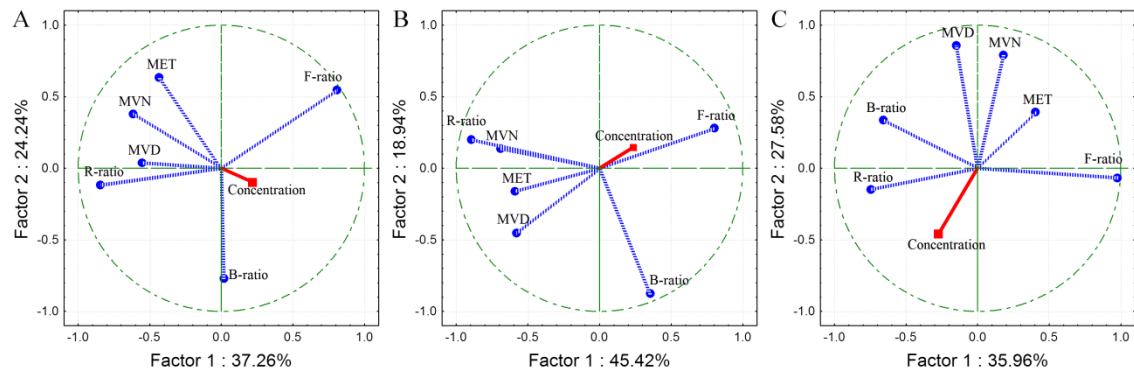 A
1.0
0.5
0.0
-0.5
-1.0
Factor 2 : 24.24%
MET
F-ratio
MVN
MVD
R-ratio
Concentration
B-ratio
-1.0 -0.5 0.0 0.5 1.0
Factor 1 : 37.26%
B
1.0
0.5
0.0
-0.5
-1.0
Factor 2 : 18.94%
R-ratio
MVN
Concentration
F-ratio
MET
MVD
B-ratio
-1.0 -0.5 0.0 0.5 1.0
Factor 1 : 45.42%
C
1.0
0.5
0.0
-0.5
-1.0
Factor 2 : 27.58%
MVD
MVN
B-ratio
MET
F-ratio
R-ratio
Concentration
-1.0 -0.5 0.0 0.5 1.0
Factor 1 : 35.96%